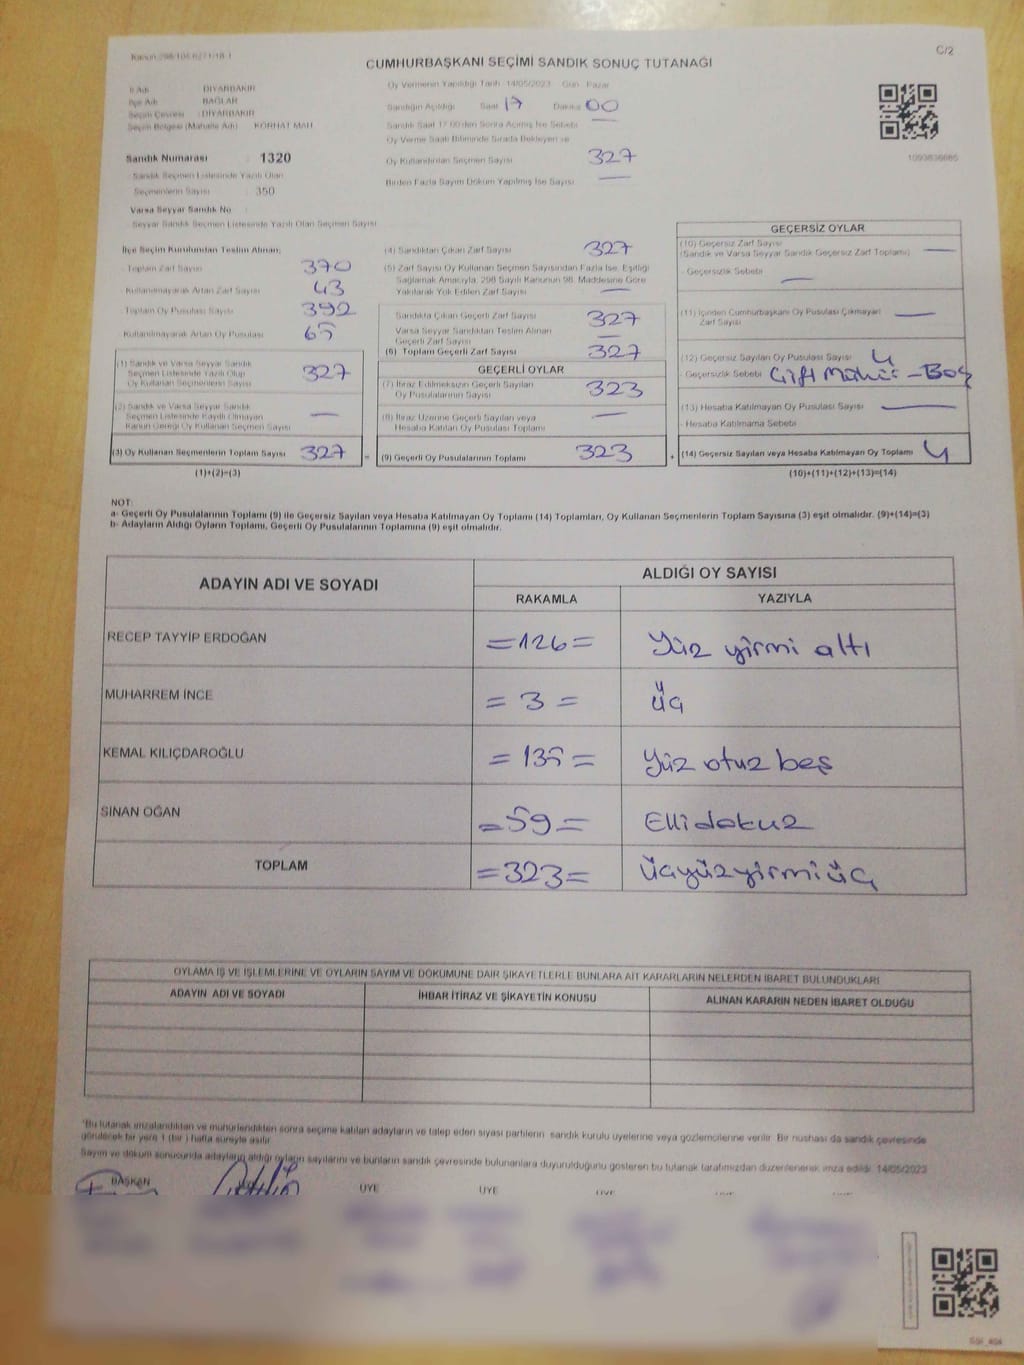 C/2
CUMHURBAŞKANI SEÇİMİ SANDIK SONUÇ TUTANAĞI
İl Adı DİYARBAKIR
İlçe Adı BAĞLAR
Seçim Çevresi : DİYARBAKIR
Seçim Bölgesi (Mahalle Adı) KÖRHAT MAH
Sandık Numarası 1320
Sandık Seçmen Listesinde Yazılı Olan
Seçmenlerin Sayısı 350
Varsa Seyyar Sandık No
Seyyar Sandık Seçmen Listesinde Yazılı Olan Seçmen Sayısı
Oy Vermenin Yapıldığı Tarih 14/05/2023 Gün Pazar
Sandığın Açıldığı Saat 17 Dakika 00
Sandık Saat 17:00'den Sonra Açılmış İse Sebebi
Oy Verme Saati Bitiminde Sırada Bekleyen ve
Oy Kullandırılan Seçmen Sayısı 327
Birden Fazla Sayım Döküm Yapılmış İse Sayısı —
1093836685
İlçe Seçim Kurulundan Teslim Alınan;
Toplam Zarf Sayısı 370
Kullanılmayarak Artan Zarf Sayısı 43
Toplam Oy Pusulası Sayısı 392
Kullanılmayarak Artan Oy Pusulası 65
(1) Sandık ve Varsa Seyyar Sandık
Seçmen Listesinde Yazılı Olup
Oy Kullanan Seçmenlerin Sayısı 327
(2) Sandık ve Varsa Seyyar Sandık
Seçmen Listesinde Kayıtlı Olmayan
Kanun Gereği Oy Kullanan Seçmen Sayısı —
(3) Oy Kullanan Seçmenlerin Toplam Sayısı 327 =
(1)+(2)=(3)
(4) Sandıktan Çıkan Zarf Sayısı 327
(5) Zarf Sayısı Oy Kullanan Seçmen Sayısından Fazla İse, Eşitliği
Sağlamak Amacıyla, 298 Sayılı Kanunun 98. Maddesine Göre
Yakılarak Yok Edilen Zarf Sayısı —
Sandıkta Çıkan Geçerli Zarf Sayısı 327
Varsa Seyyar Sandıktan Teslim Alınan
Geçerli Zarf Sayısı —
(6) Toplam Geçerli Zarf Sayısı 327
GEÇERLİ OYLAR
(7) İtiraz Edilmeksizin Geçerli Sayılan
Oy Pusulalarının Sayısı 323
(8) İtiraz Üzerine Geçerli Sayılan veya
Hesaba Katılan Oy Pusulası Toplamı —
(9) Geçerli Oy Pusulalarının Toplamı 323 +
GEÇERSİZ OYLAR
(10) Geçersiz Zarf Sayısı
(Sandık ve Varsa Seyyar Sandık Geçersiz Zarf Toplamı) —
- Geçersizlik Sebebi —
(11) İçinden Cumhurbaşkanı Oy Pusulası Çıkmayan
Zarf Sayısı —
(12) Geçersiz Sayılan Oy Pusulası Sayısı 4
- Geçersizlik Sebebi Çift Mühür - Boş
(13) Hesaba Katılmayan Oy Pusulası Sayısı —
- Hesaba Katılmama Sebebi
(14) Geçersiz Sayılan veya Hesaba Katılmayan Oy Toplamı 4
(10)+(11)+(12)+(13)=(14)
NOT:
a- Geçerli Oy Pusulalarının Toplamı (9) ile Geçersiz Sayılan veya Hesaba Katılmayan Oy Toplamı (14) Toplamları, Oy Kullanan Seçmenlerin Toplam Sayısına (3) eşit olmalıdır. (9)+(14)=(3)
b- Adayların Aldığı Oyların Toplamı, Geçerli Oy Pusulalarının Toplamına (9) eşit olmalıdır.
ADAYIN ADI VE SOYADI
ALDIĞI OY SAYISI
RAKAMLA YAZIYLA
RECEP TAYYİP ERDOĞAN =126= Yüz yirmi altı
MUHARREM İNCE = 3 = üç
KEMAL KILIÇDAROĞLU = 135 = Yüz otuz beş
SİNAN OĞAN =59= Elli dokuz
TOPLAM =323= Üçyüzyirmiüç
OYLAMA İŞ VE İŞLEMLERİNE VE OYLARIN SAYIM VE DÖKÜMÜNE DAİR ŞİKAYETLERLE BUNLARA AİT KARARLARIN NELERDEN İBARET BULUNDUKLARI
ADAYIN ADI VE SOYADI İHBAR İTİRAZ VE ŞİKAYETİN KONUSU ALINAN KARARIN NEDEN İBARET OLDUĞU
*Bu tutanak imzalandıktan ve mühürlendikten sonra seçime katılan adayların ve talep eden siyasi partilerin sandık kurulu üyelerine veya gözlemcilerine verilir. Bir nüshası da sandık çevresinde
görülecek bir yere 1 (bir) hafta süreyle asılır.
Sayım ve döküm sonucunda adayların aldığı oyların sayılarını ve bunların sandık çevresinde bulunanlara duyurulduğunu gösteren bu tutanak tarafımızdan düzenlenerek imza edildi. 14/05/2023
BAŞKAN ÜYE ÜYE ÜYE